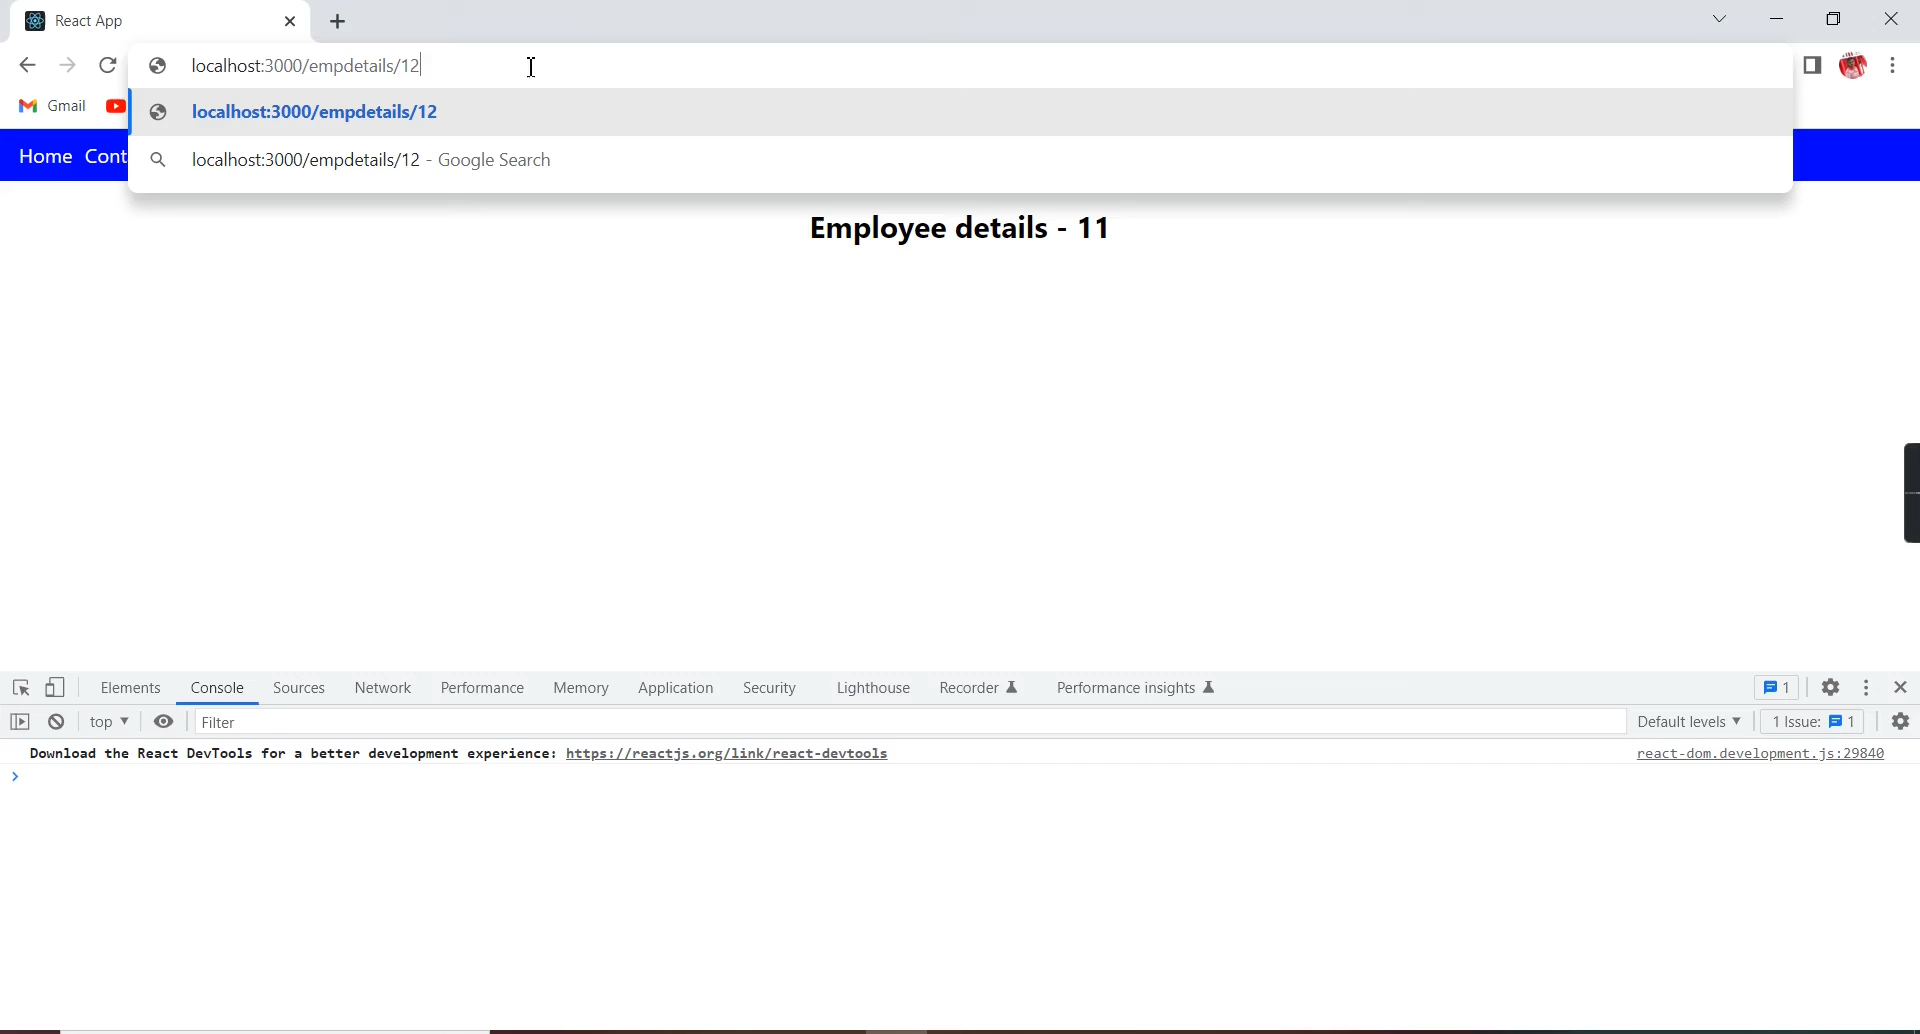 React App
localhost:3000/empdetails/12
Gmail
localhost:3000/empdetails/12
Home Cont
localhost:3000/empdetails/12 - Google Search
Employee details - 11
Elements Console Sources Network Performance Memory Application Security Lighthouse Recorder Performance insights 1
top Filter Default levels 1 Issue: 1
Download the React DevTools for a better development experience: https://reactjs.org/link/react-devtools react-dom.development.js:29840